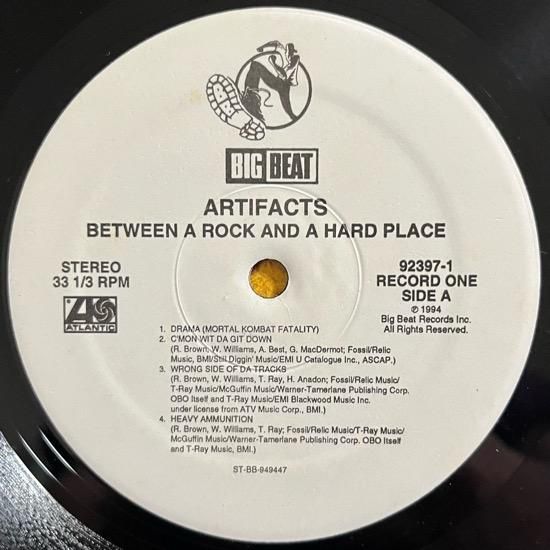 BIG BEAT
ARTIFACTS
BETWEEN A ROCK AND A HARD PLACE
STEREO
33 1/3 RPM
ATLANTIC
92397-1
RECORD ONE
SIDE A
℗ 1994
Big Beat Records Inc.
All Rights Reserved.
1. DRAMA (MORTAL KOMBAT FATALITY)
2. C'MON WIT DA GIT DOWN
(R. Brown, W. Williams, A. Best, G. MacDermot; Fossil/Relic
Music, BMI/Still Diggin' Music/EMI U Catalogue Inc., ASCAP.)
3. WRONG SIDE OF DA TRACKS
(R. Brown, W. Williams, T. Ray, H. Anadon; Fossil/Relic Music/
T-Ray Music/McGuffin Music/Warner-Tamerlane Publishing Corp.
OBO Itself and T-Ray Music/EMI Blackwood Music Inc.
under license from ATV Music Corp., BMI.)
4. HEAVY AMMUNITION
(R. Brown, W. Williams, T. Ray; Fossil/Relic Music/T-Ray Music/
McGuffin Music/Warner-Tamerlane Publishing Corp. OBO Itself
and T-Ray Music, BMI.)
ST-BB-949447